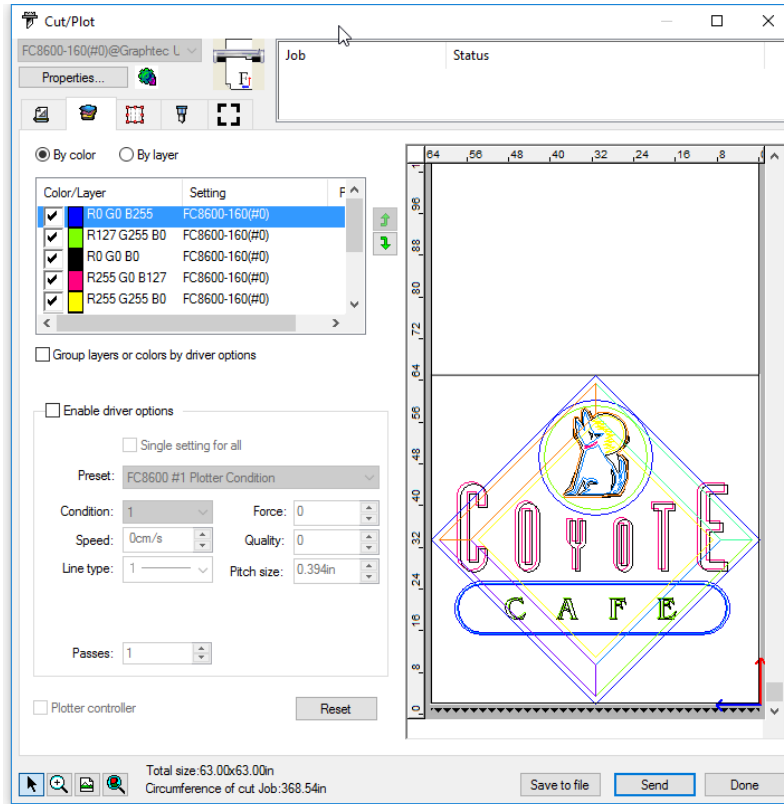 Cut/Plot
FC8600-160(#0)@Graphtec U
Job Status
Properties...
By color By layer
Color/Layer Setting F
R0 G0 B255 FC8600-160(#0)
R127 G255 B0 FC8600-160(#0)
R0 G0 B0 FC8600-160(#0)
R255 G0 B127 FC8600-160(#0)
R255 G255 B0 FC8600-160(#0)
Group layers or colors by driver options
Enable driver options
Single setting for all
Preset: FC8600 #1 Plotter Condition
Condition: 1 Force: 0
Speed: 0cm/s Quality: 0
Line type: 1 Pitch size: 0.394in
Passes: 1
Plotter controller Reset
64 56 48 40 32 24 16 8
96
88
80
72
64
56
48
40
32
24
16
8
0
COYOTE
CAFE
Total size:63.00x63.00in
Circumference of cut Job:368.54in
Save to file Send Done